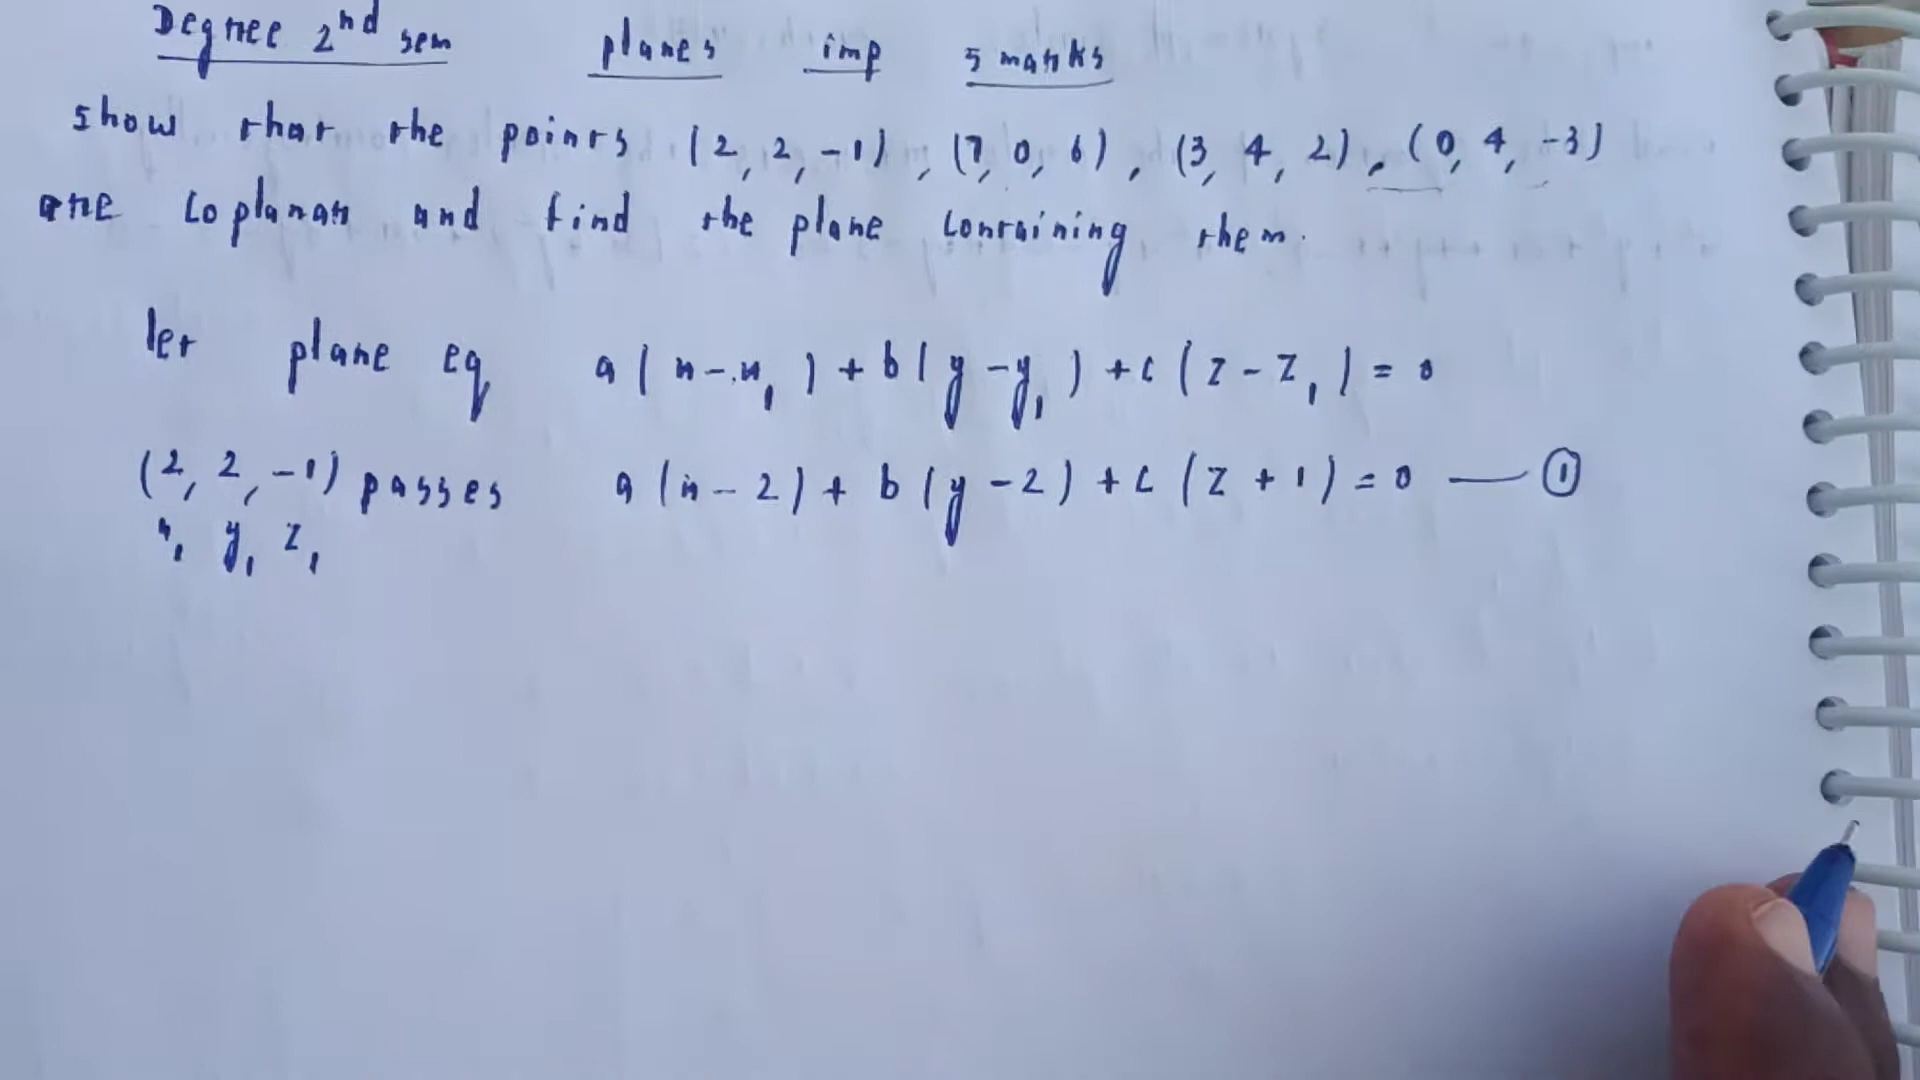 Degree 2nd sem planes imp 5 marks
show that the points (2, 2, -1), (7, 0, 6), (3, 4, 2), (0, 4, -3)
are coplanar and find the plane containing them.
let plane eq a(x-x₁)+b(y-y₁)+c(z-z₁)=0
(2, 2, -1) passes a(x-2)+b(y-2)+c(z+1)=0 — ①
x₁ y₁ z₁